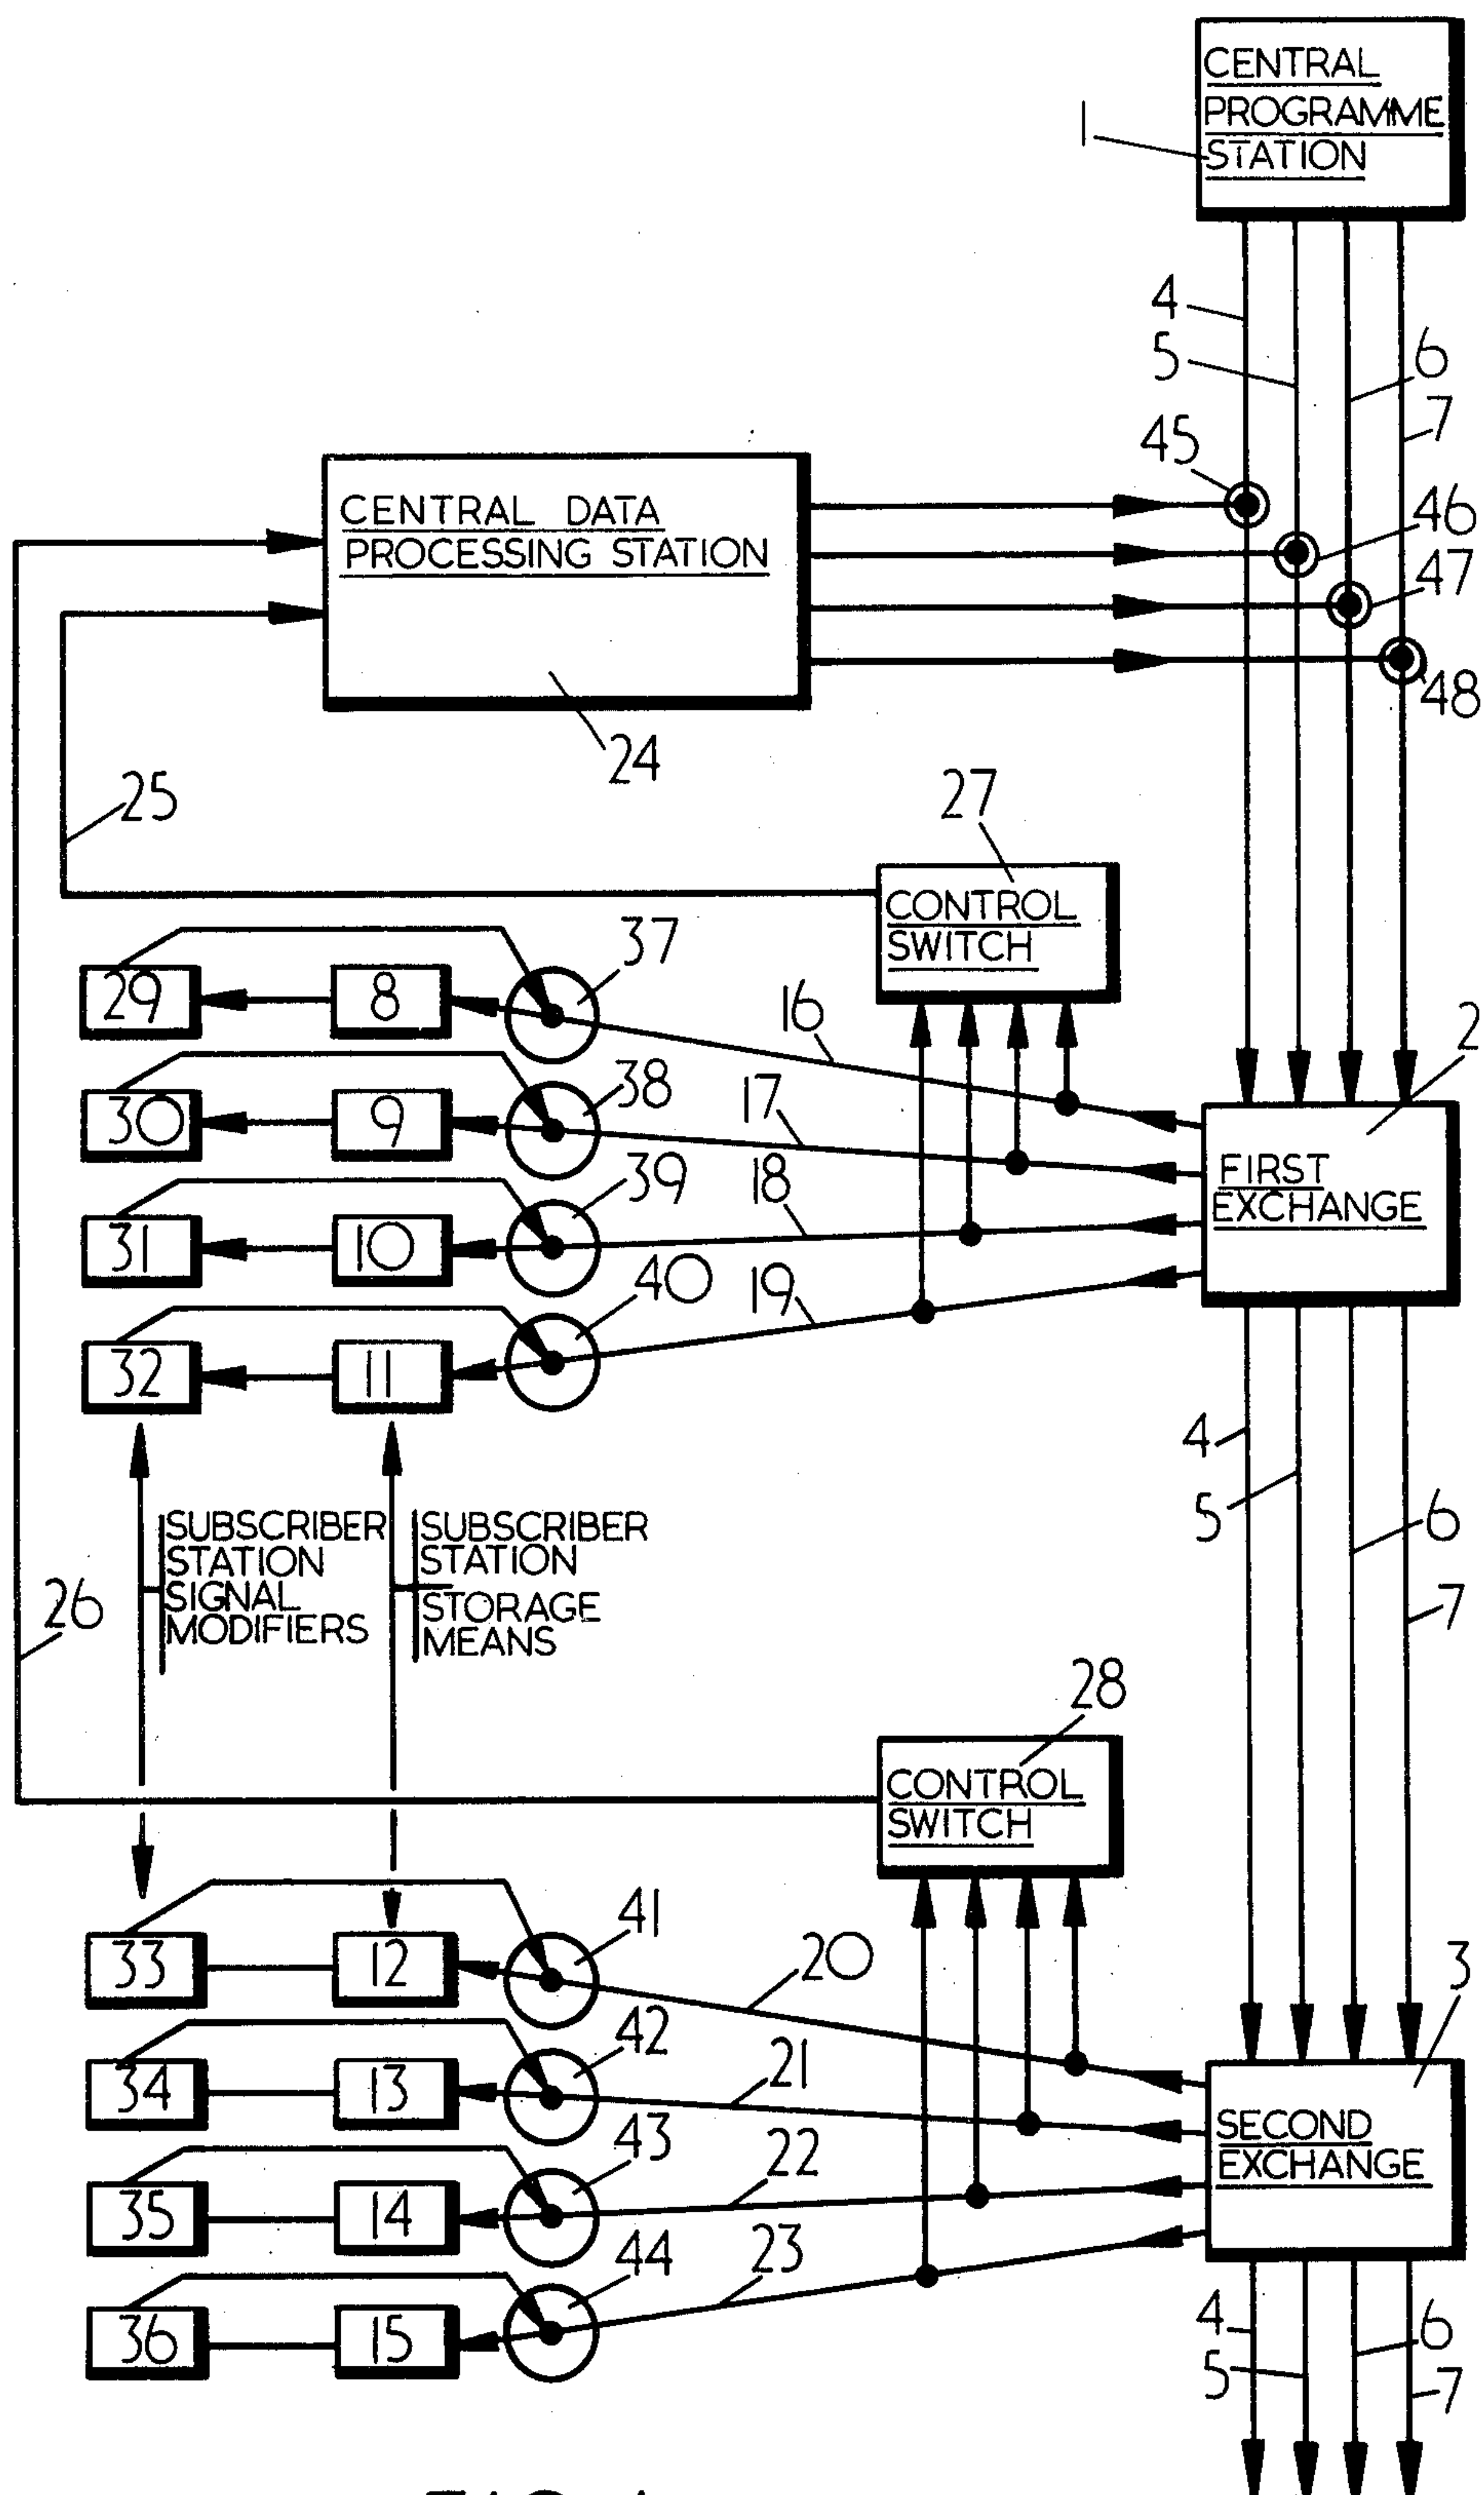 CENTRAL
PROGRAMME
STATION
1
4
5
6
7
45
46
47
48
CENTRAL DATA
PROCESSING STATION
24
25
27
CONTROL
SWITCH
37
29
8
16
2
38
30
9
17
39
18
FIRST
EXCHANGE
31
10
40
19
32
11
4
5
6
7
SUBSCRIBER
STATION
SIGNAL
MODIFIERS
SUBSCRIBER
STATION
STORAGE
MEANS
26
28
CONTROL
SWITCH
41
33
12
20
3
42
34
13
21
43
SECOND
EXCHANGE
35
14
22
44
23
36
15
4
5
6
7